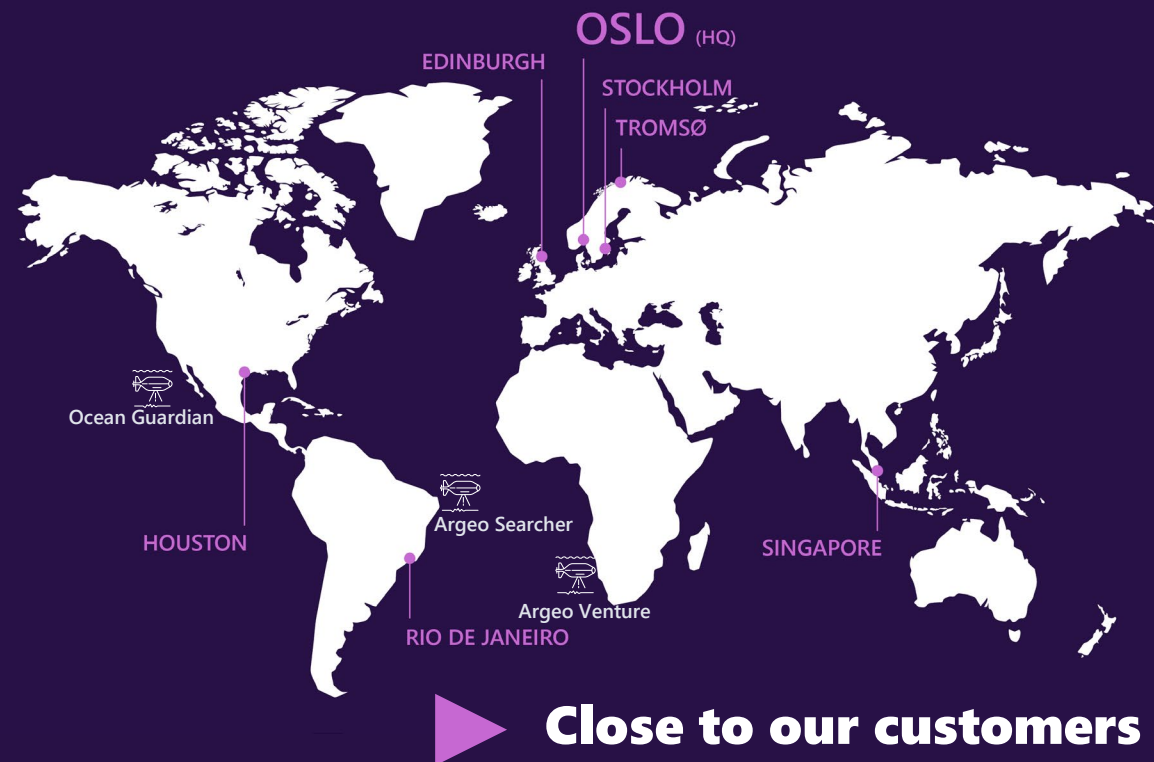 OSLO (HQ)
EDINBURGH
STOCKHOLM
TROMSØ
Ocean Guardian
Argeo Searcher
HOUSTON
SINGAPORE
Argeo Venture
RIO DE JANEIRO
Close to our customers